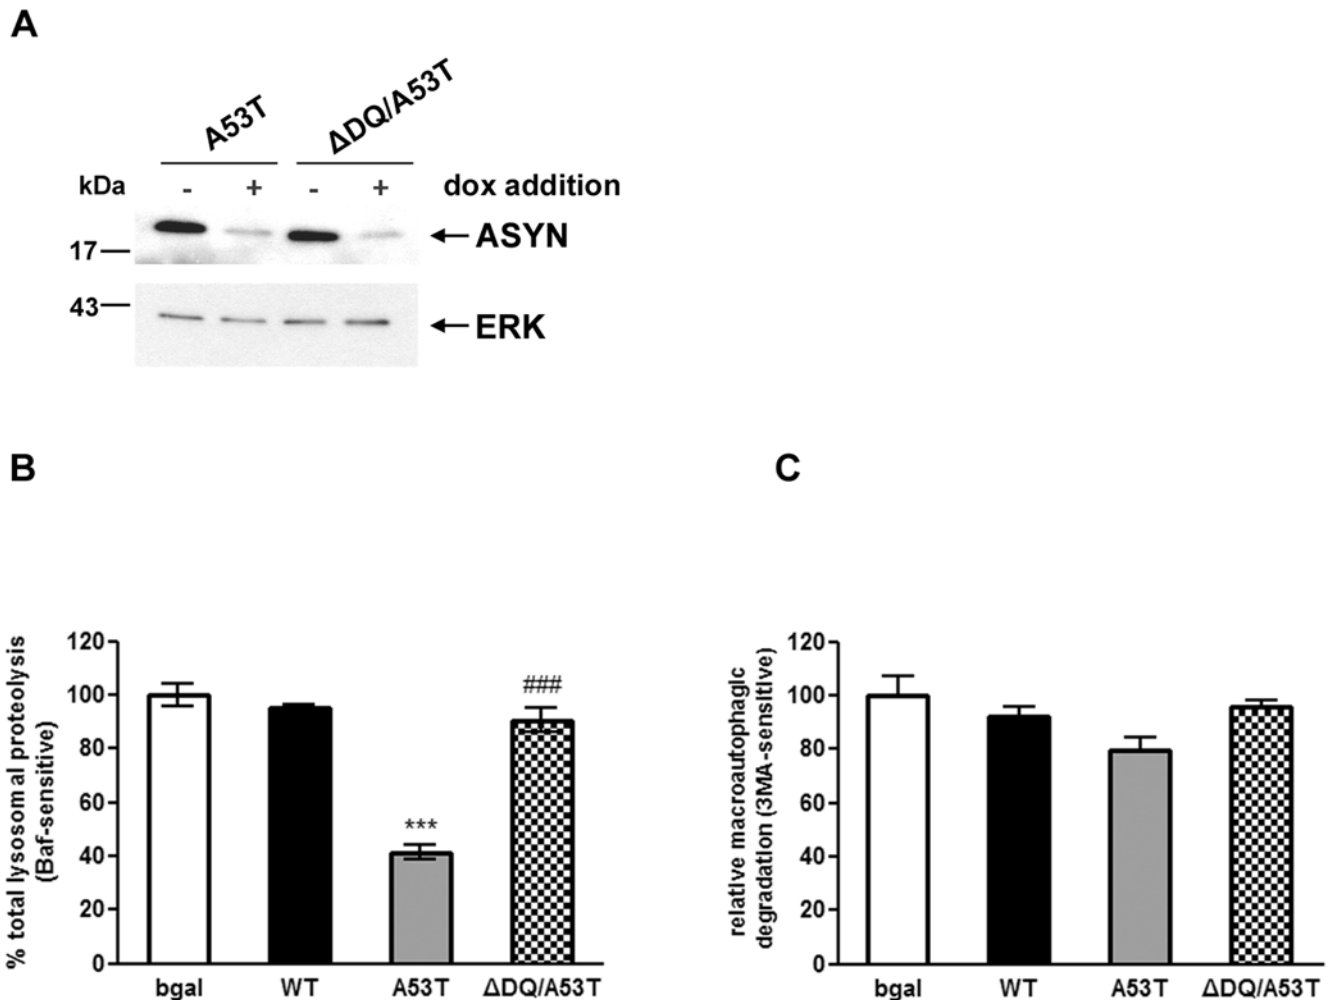 A
A53T ΔDQ/A53T
kDa - + - + dox addition
17 ASYN
43 ERK
B C
% total lysosomal proteolysis
(Baf-sensitive)
120
100
80
60
40
20
0
***
###
bgal WT A53T ΔDQ/A53T
relative macroautophagic
degradation (3MA-sensitive)
120
100
80
60
40
20
0
bgal WT A53T ΔDQ/A53T